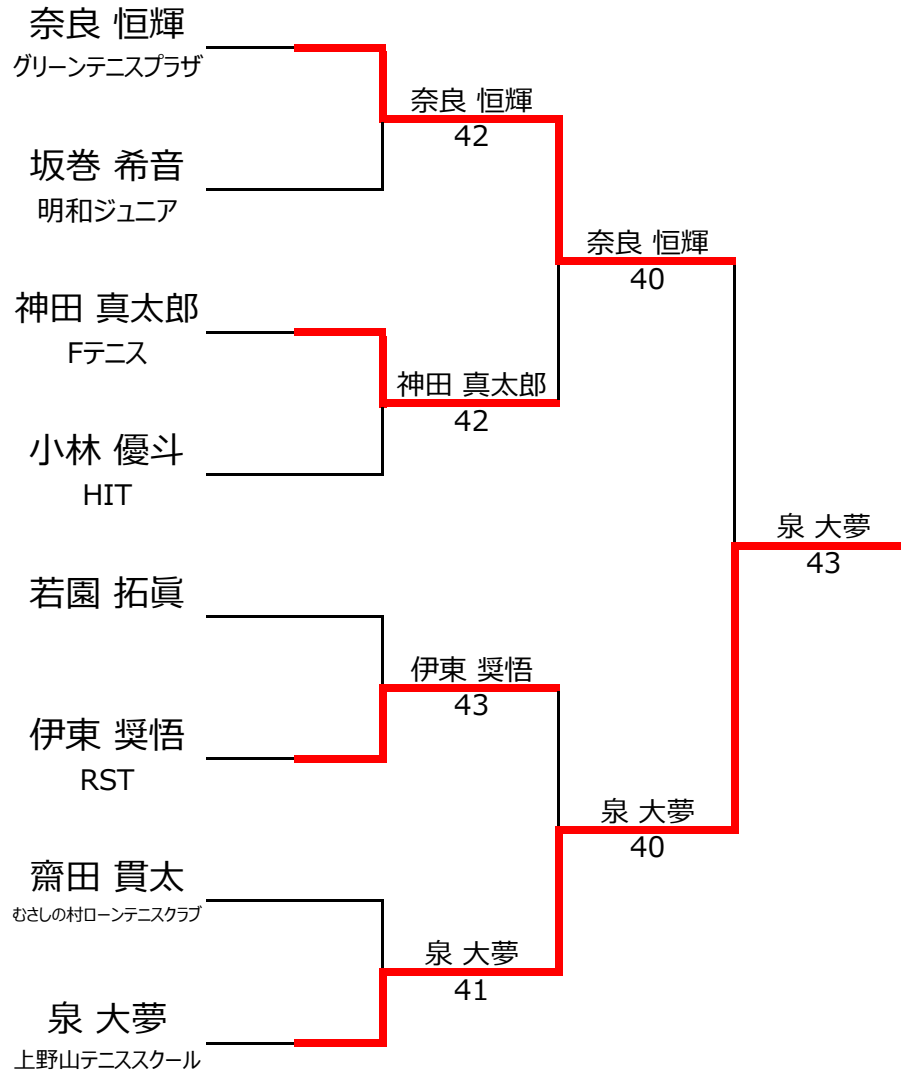 奈良 恒輝
グリーンテニスプラザ
奈良 恒輝
42
坂巻 希音
明和ジュニア
奈良 恒輝
40
神田 真太郎
Fテニス
神田 真太郎
42
小林 優斗
HIT
泉 大夢
43
若園 拓眞
伊東 奨悟
43
伊東 奨悟
RST
泉 大夢
40
齋田 貫太
むさしの村ローンテニスクラブ
泉 大夢
41
泉 大夢
上野山テニススクール